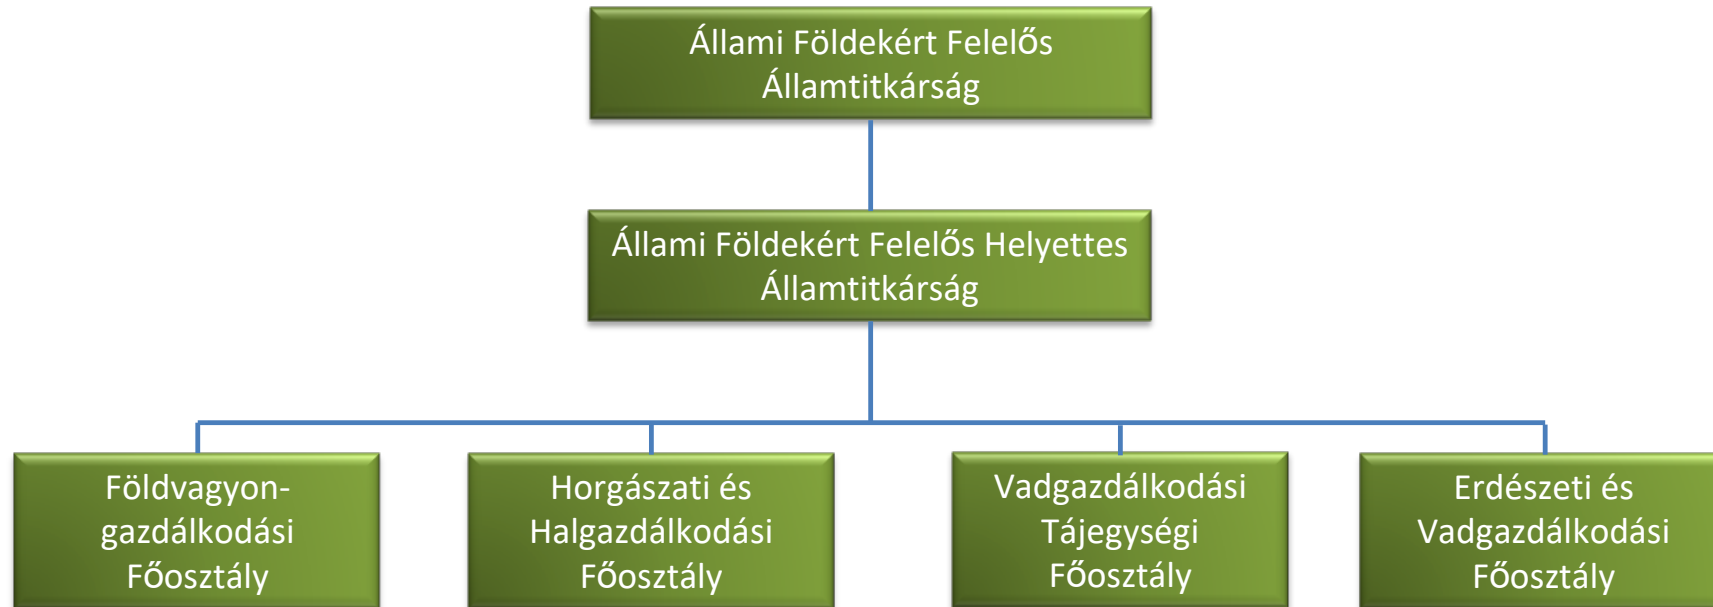 Állami Földekért Felelős
Államtitkárság
Állami Földekért Felelős Helyettes
Államtitkárság
Földvagyon-
gazdálkodási
Főosztály
Horgászati és
Halgazdálkodási
Főosztály
Vadgazdálkodási
Tájegységi
Főosztály
Erdészeti és
Vadgazdálkodási
Főosztály